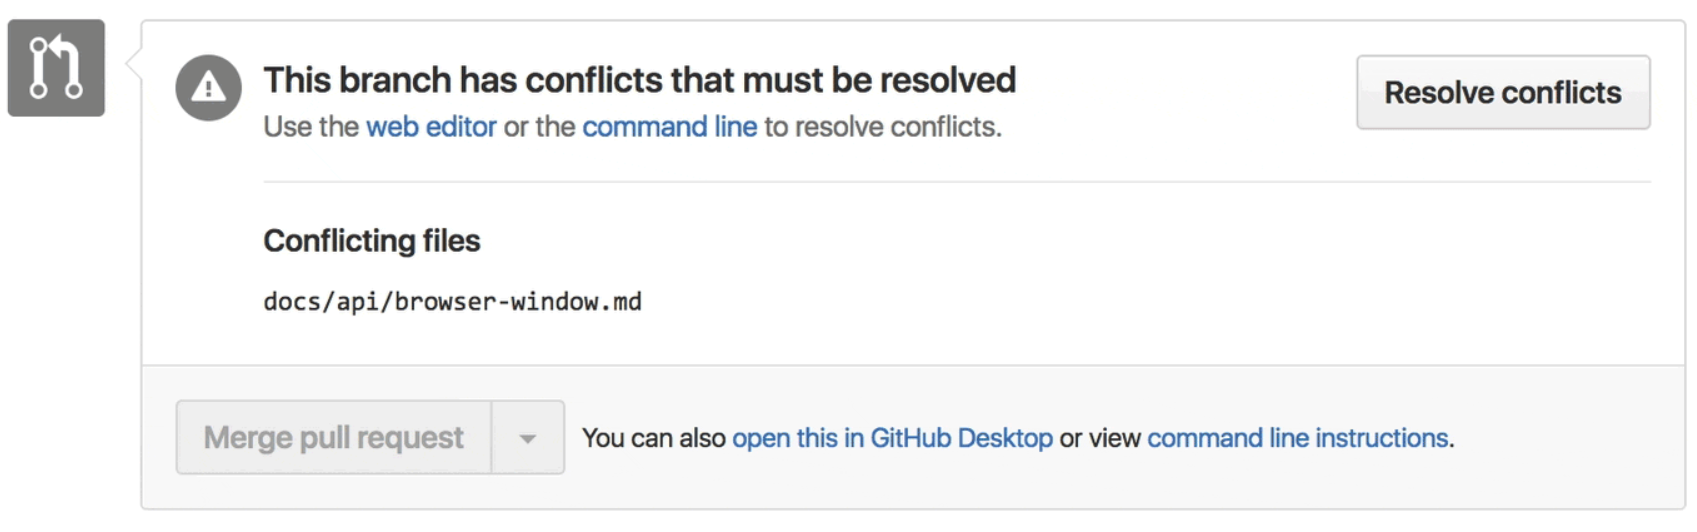 This branch has conflicts that must be resolved
Resolve conflicts
Use the web editor or the command line to resolve conflicts.
Conflicting files
docs/api/browser-window.md
Merge pull request
You can also open this in GitHub Desktop or view command line instructions.